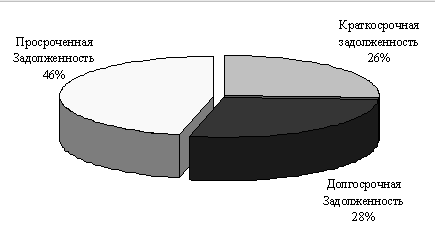 Просроченная
Задолженность
46%
Краткосрочная
задолженность
26%
Долгосрочная
Задолженность
28%